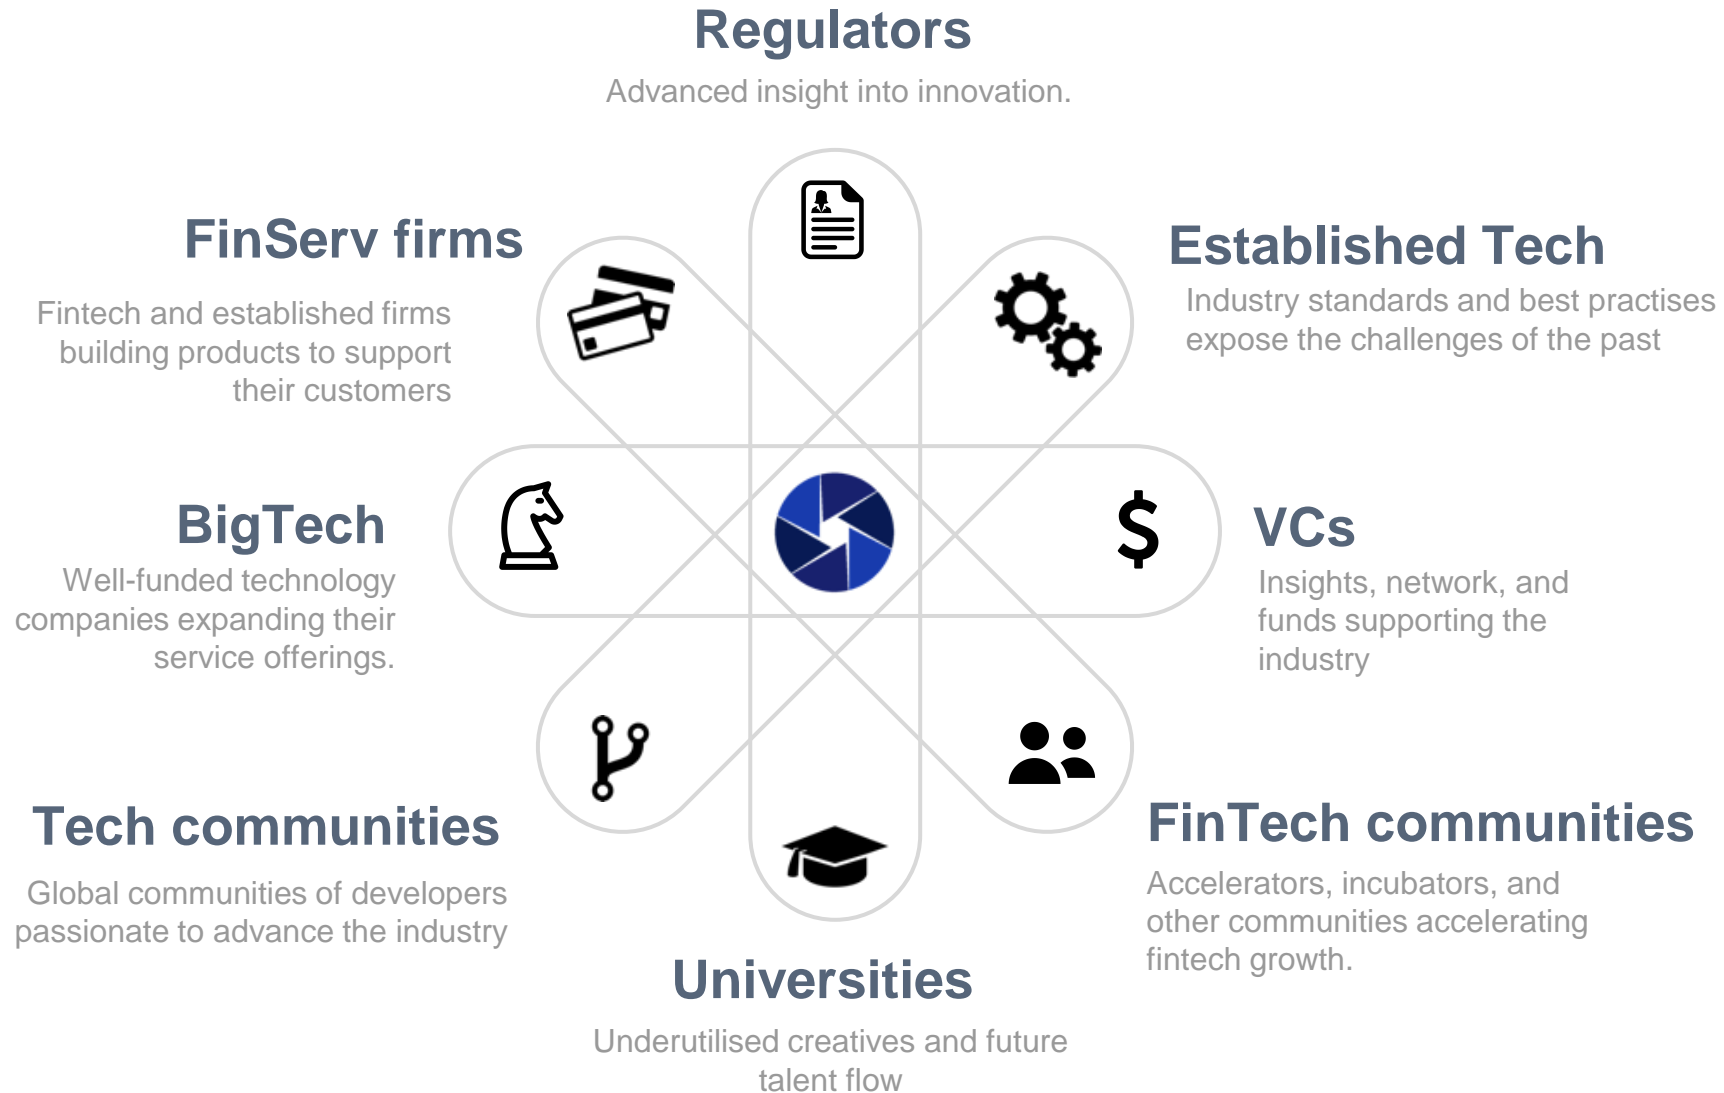 Regulators
Advanced insight into innovation.
FinServ firms
Fintech and established firms
building products to support
their customers
Established Tech
Industry standards and best practises
expose the challenges of the past
BigTech
Well-funded technology
companies expanding their
service offerings.
VCs
Insights, network, and
funds supporting the
industry
Tech communities
Global communities of developers
passionate to advance the industry
FinTech communities
Accelerators, incubators, and
other communities accelerating
fintech growth.
Universities
Underutilised creatives and future
talent flow